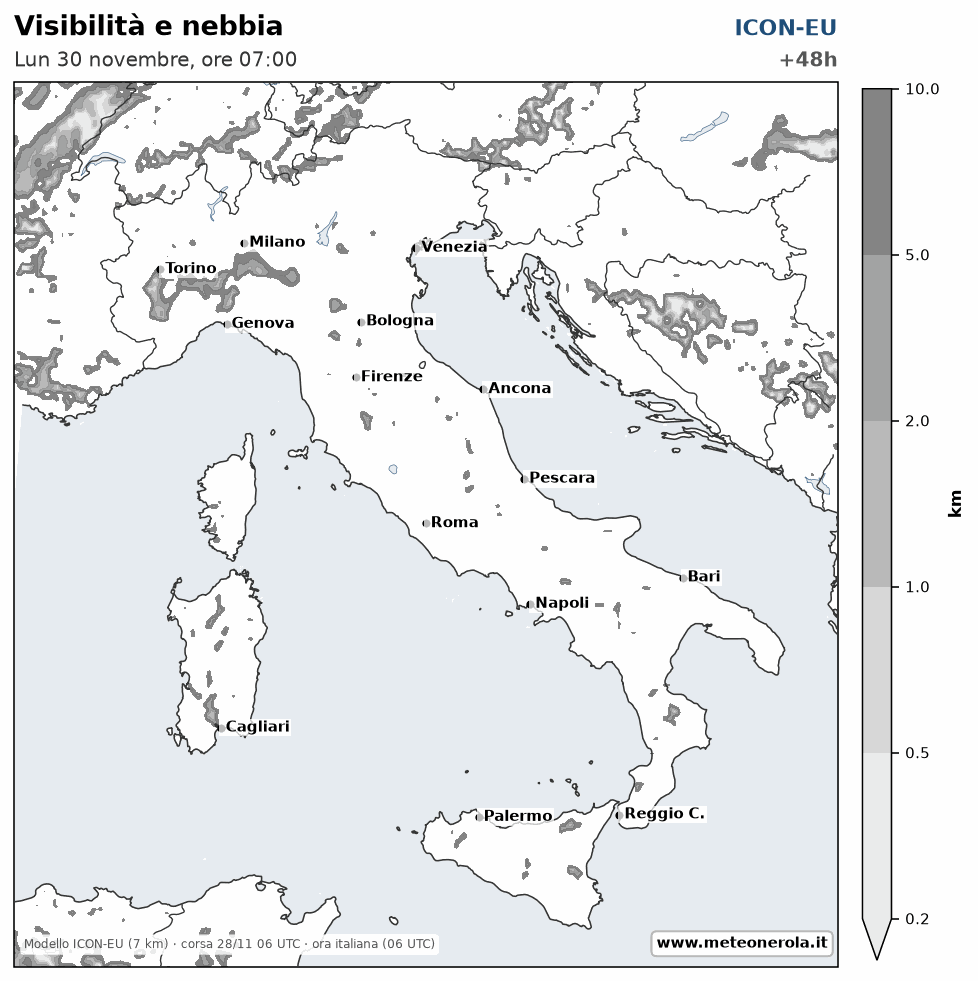 Visibilità e nebbia
ICON-EU
Lun 30 novembre, ore 07:00
+48h
10.0
5.0
2.0
1.0
0.5
0.2
km
Milano
Venezia
Torino
Genova
Bologna
Firenze
Ancona
Pescara
Roma
Bari
Napoli
Cagliari
Palermo
Reggio C.
Modello ICON-EU (7 km) · corsa 28/11 06 UTC · ora italiana (06 UTC)
www.meteonerola.it